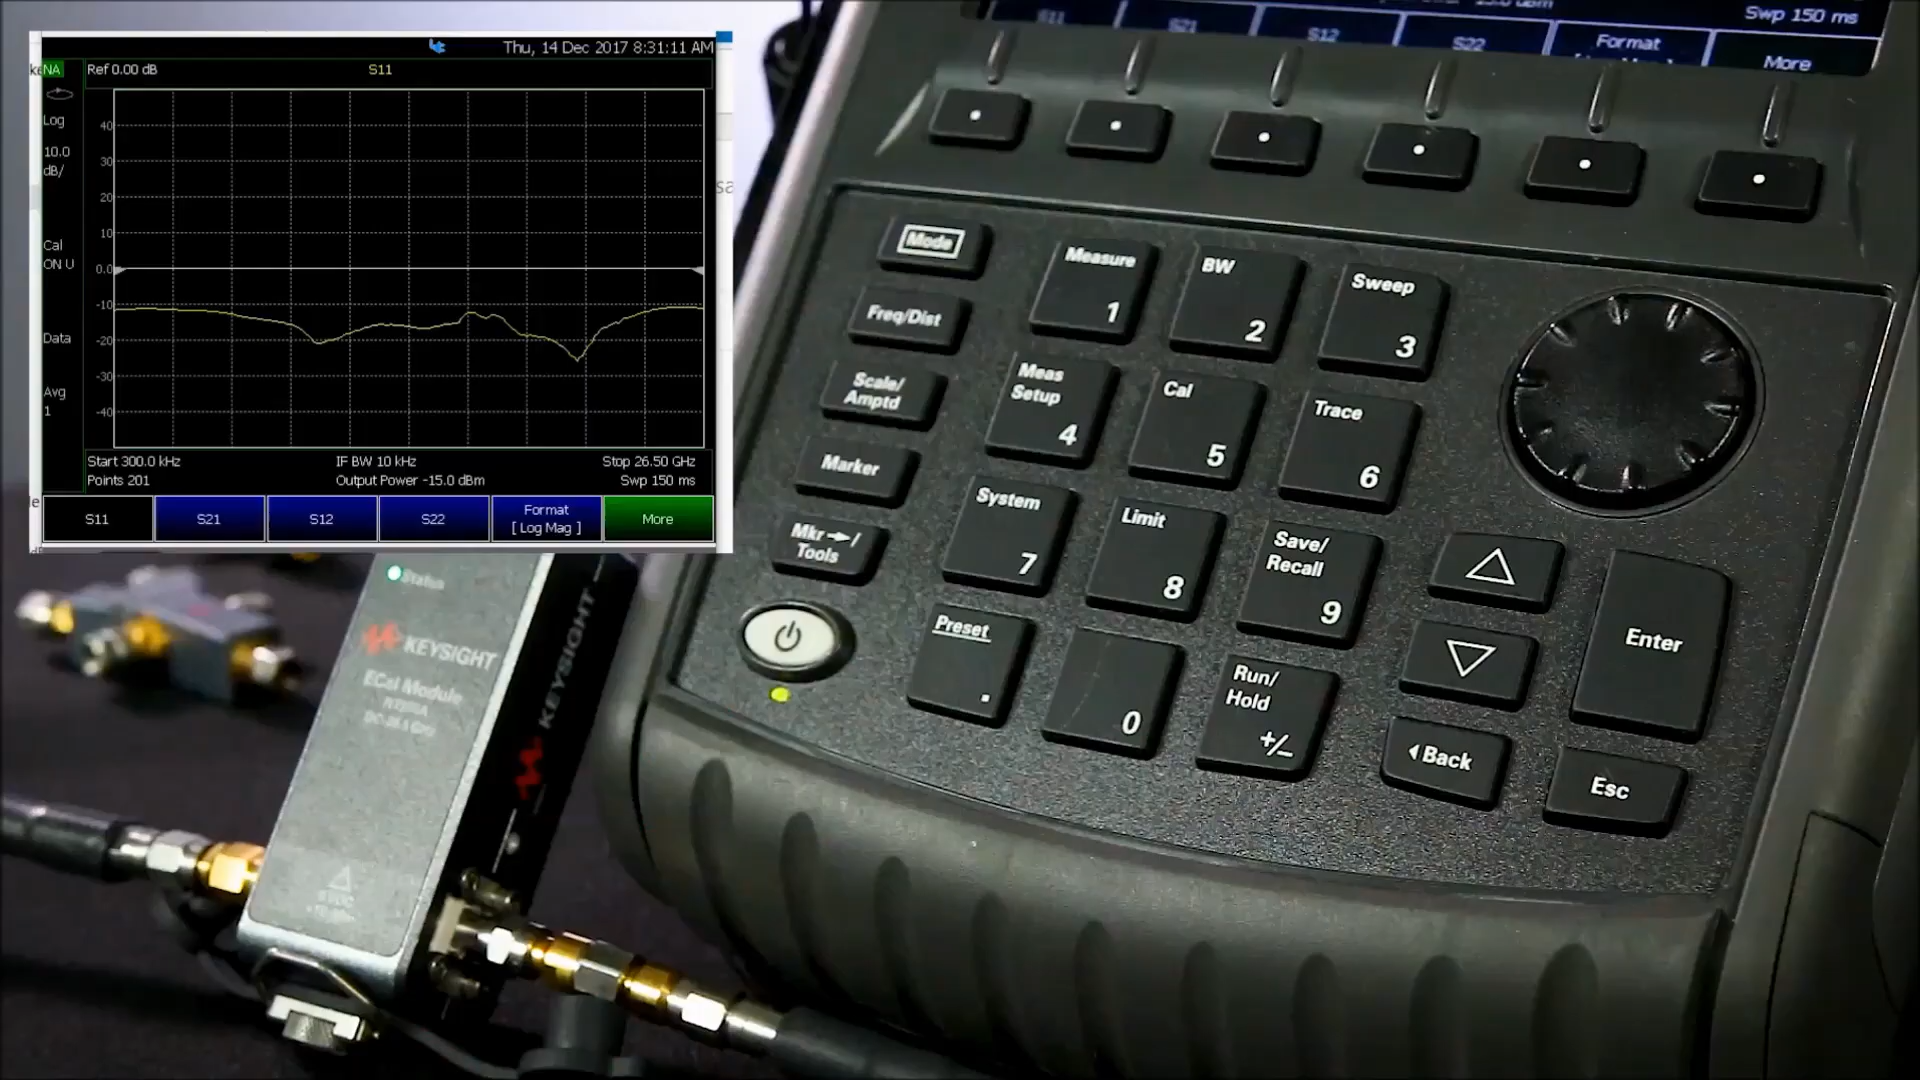 Thu, 14 Dec 2017 8:31:11 AM
NA
Ref 0.00 dB
S11
Log
10.0
dB/
Cal
ON U
Data
Avg
1
40
30
20
10
0.0
-10
-20
-30
-40
Start 300.0 kHz
IF BW 10 kHz
Stop 26.50 GHz
Points 201
Output Power -15.0 dBm
Swp 150 ms
S11
S21
S12
S22
Format
[ Log Mag ]
More
Swp 150 ms
S11
S21
S12
S22
Format
More
Mode
Measure
1
BW
2
Sweep
3
Freq/Dist
Scale/
Amptd
Meas
Setup
4
Cal
5
Trace
6
Marker
System
7
Limit
8
Save/
Recall
9
Mkr→/
Tools
Preset
.
0
Run/
Hold
+/−
Enter
Back
Esc
Status
KEYSIGHT
ECal Module
KEYSIGHT